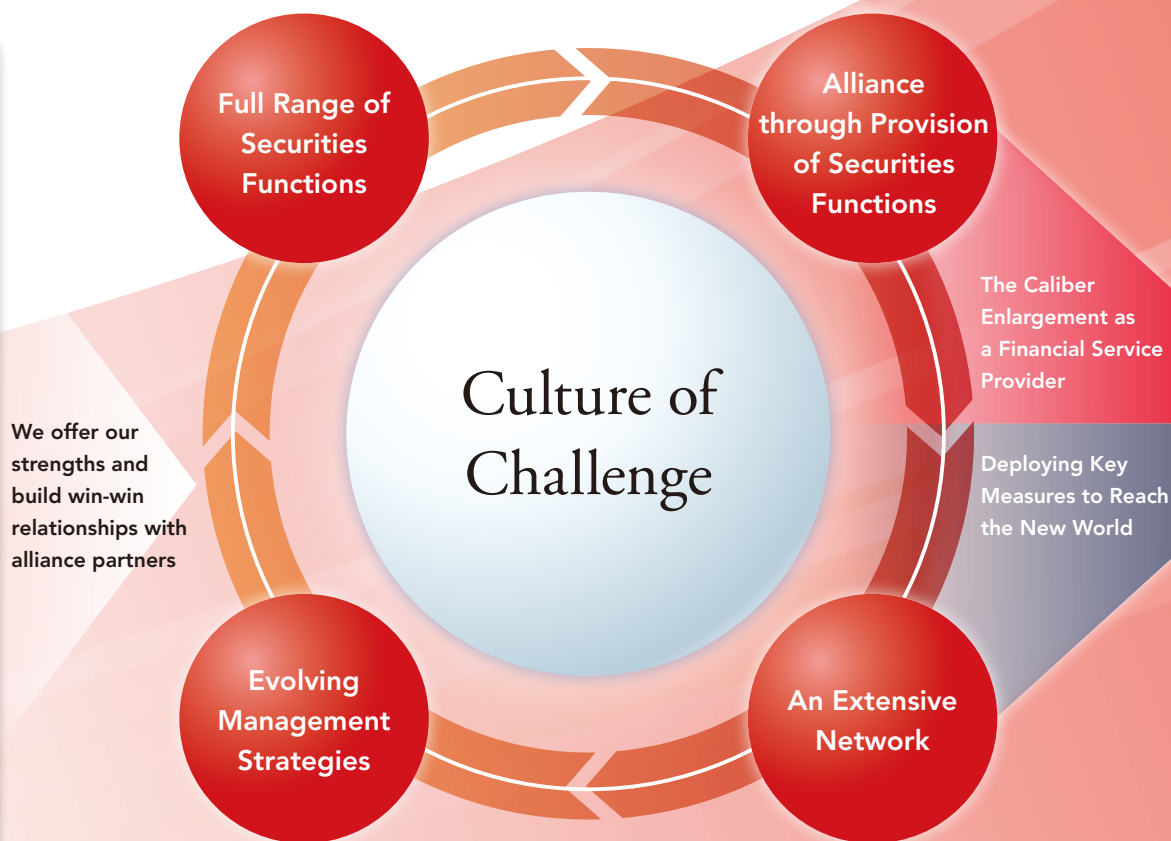 Full Range of
Securities
Functions
Alliance
through Provision
of Securities
Functions
The Caliber
Enlargement as
a Financial Service
Provider
Culture of
Challenge
We offer our
strengths and
build win-win
relationships with
alliance partners
Deploying Key
Measures to Reach
the New World
Evolving
Management
Strategies
An Extensive
Network